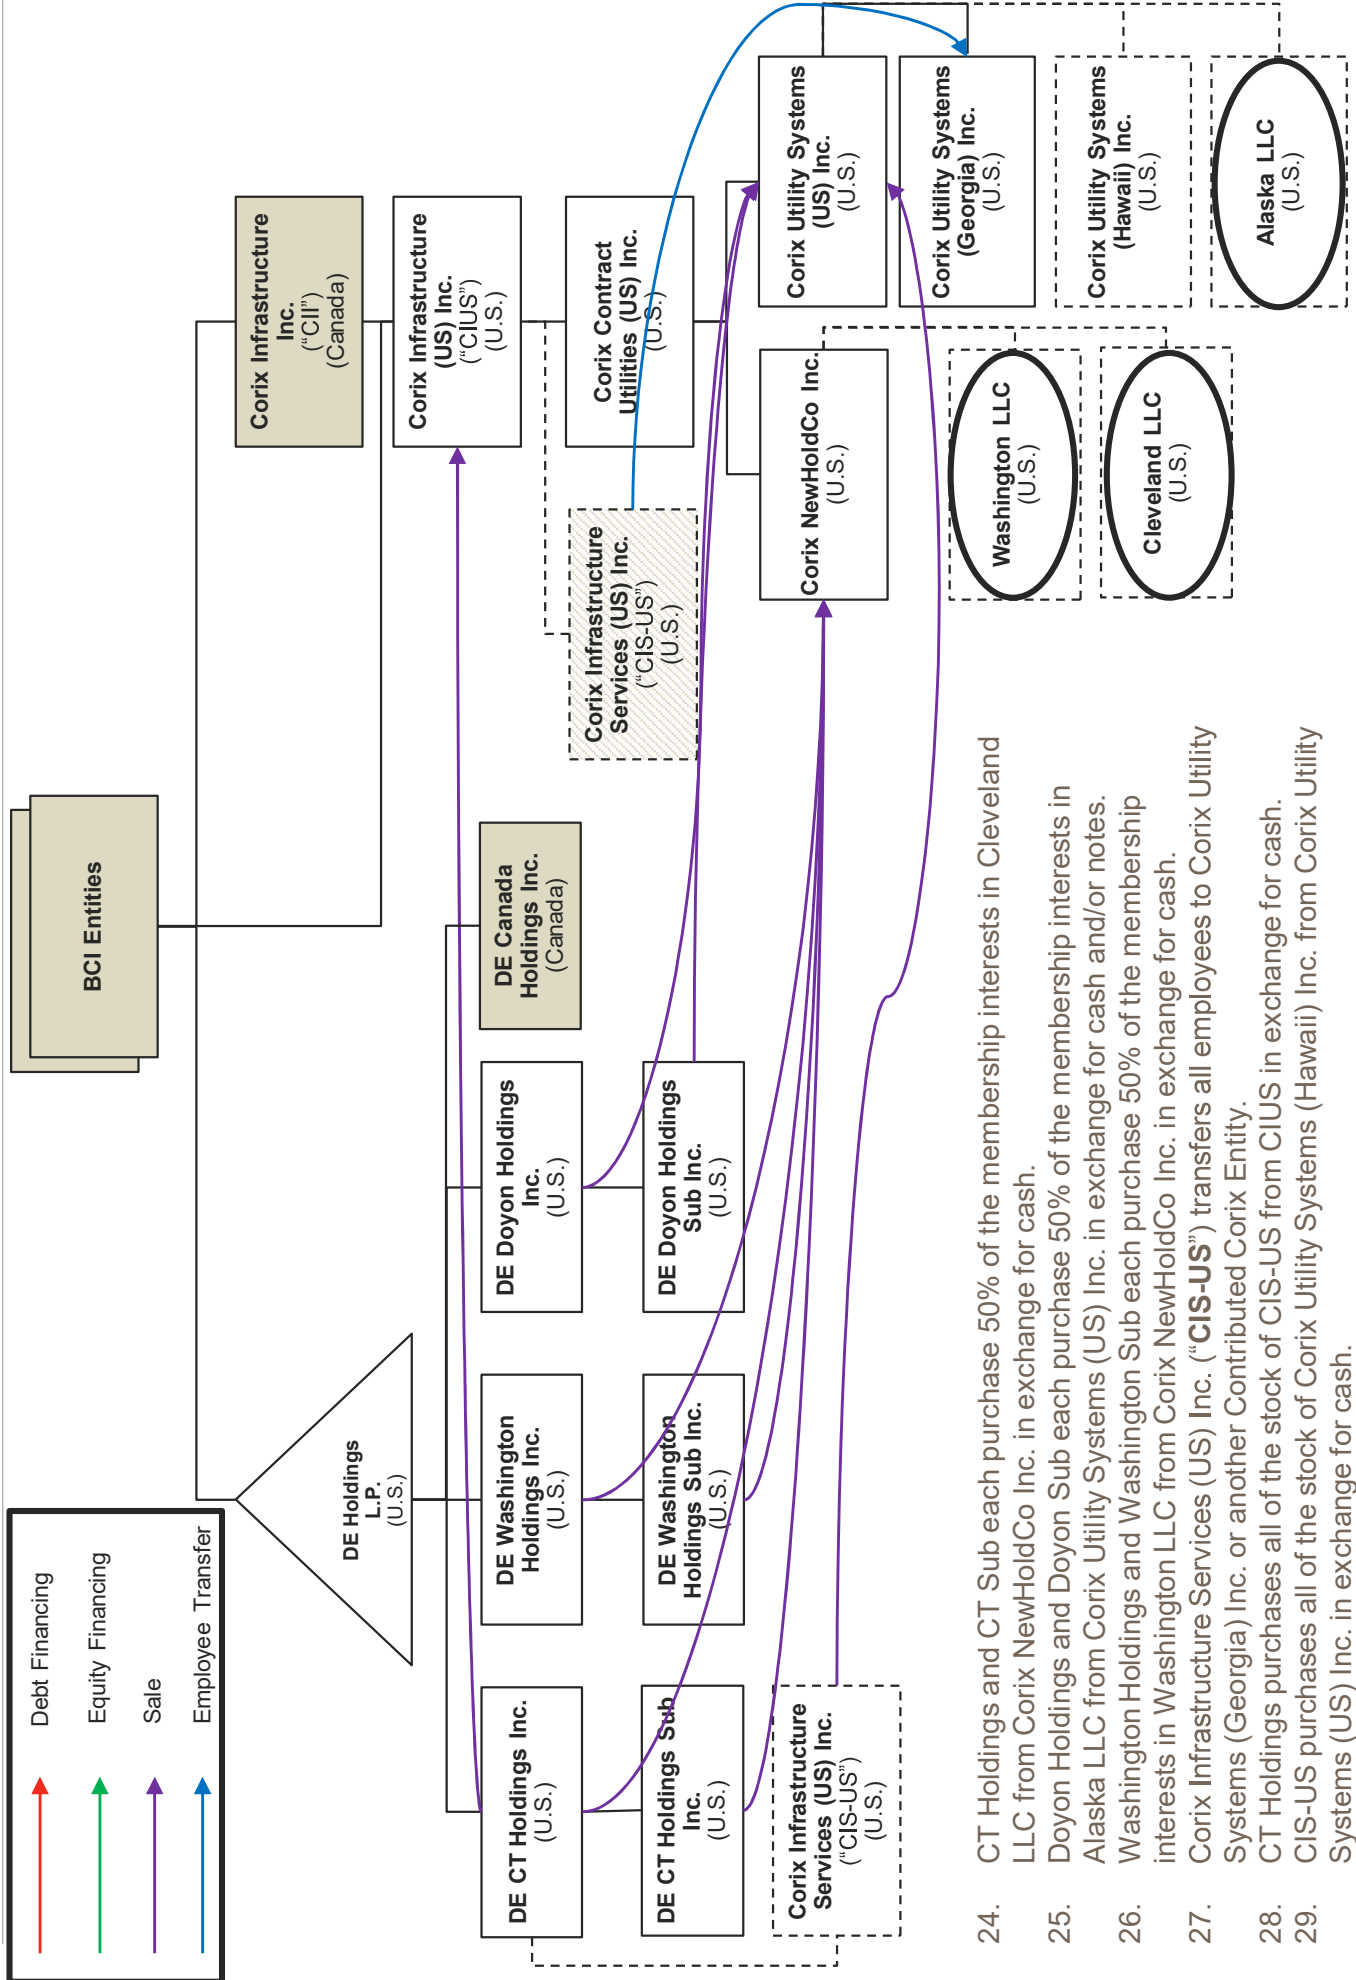 Debt Financing
Equity Financing
Sale
Employee Transfer
BCI Entities
DE Holdings
L.P.
(U.S.)
Corix Infrastructure
Inc.
(“CII”)
(Canada)
Corix Infrastructure
(US) Inc.
(“CIUS”)
(U.S.)
DE CT Holdings Inc.
(U.S.)
DE Washington
Holdings Inc.
(U.S.)
DE Doyon Holdings
Inc.
(U.S.)
DE Canada
Holdings Inc.
(Canada)
Corix Infrastructure
Services (US) Inc.
(“CIS-US”)
(U.S.)
Corix Contract
Utilities (US) Inc.
(U.S.)
DE CT Holdings Sub
Inc.
(U.S.)
DE Washington
Holdings Sub Inc.
(U.S.)
DE Doyon Holdings
Sub Inc.
(U.S.)
Corix Infrastructure
Services (US) Inc.
(“CIS-US”)
(U.S.)
Corix NewHoldCo Inc.
(U.S.)
Corix Utility Systems
(US) Inc.
(U.S.)
Washington LLC
(U.S.)
Cleveland LLC
(U.S.)
Corix Utility Systems
(Georgia) Inc.
(U.S.)
Corix Utility Systems
(Hawaii) Inc.
(U.S.)
Alaska LLC
(U.S.)
24. CT Holdings and CT Sub each purchase 50% of the membership interests in Cleveland
LLC from Corix NewHoldCo Inc. in exchange for cash.
25. Doyon Holdings and Doyon Sub each purchase 50% of the membership interests in
Alaska LLC from Corix Utility Systems (US) Inc. in exchange for cash and/or notes.
26. Washington Holdings and Washington Sub each purchase 50% of the membership
interests in Washington LLC from Corix NewHoldCo Inc. in exchange for cash.
27. Corix Infrastructure Services (US) Inc. (“CIS-US”) transfers all employees to Corix Utility
Systems (Georgia) Inc. or another Contributed Corix Entity.
28. CT Holdings purchases all of the stock of CIS-US from CIUS in exchange for cash.
29. CIS-US purchases all of the stock of Corix Utility Systems (Hawaii) Inc. from Corix Utility
Systems (US) Inc. in exchange for cash.